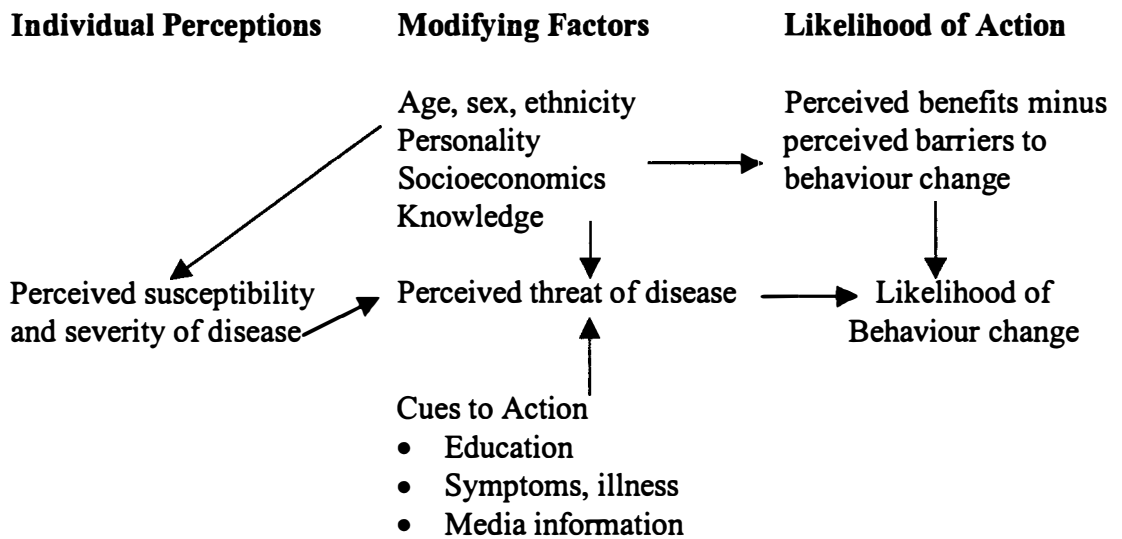 Individual Perceptions
Modifying Factors
Likelihood of Action
Age, sex, ethnicity
Personality
Socioeconomics
Knowledge
Perceived benefits minus
perceived barriers to
behaviour change
Perceived susceptibility
and severity of disease
Perceived threat of disease
Likelihood of
Behaviour change
Cues to Action
• Education
• Symptoms, illness
• Media information